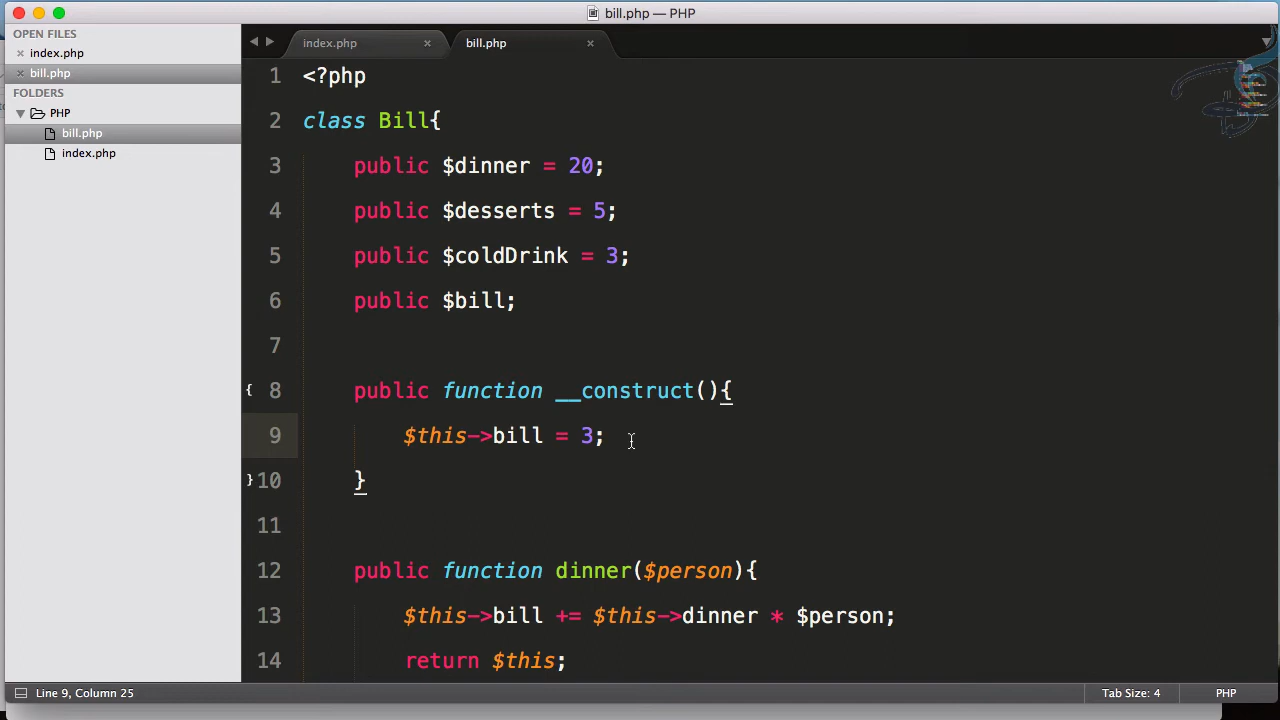 bill.php — PHP
OPEN FILES
index.php
bill.php
FOLDERS
PHP
bill.php
index.php
index.php
bill.php
1 <?php
2 class Bill{
3 public $dinner = 20;
4 public $desserts = 5;
5 public $coldDrink = 3;
6 public $bill;
7
8 public function __construct(){
9 $this->bill = 3;
10 }
11
12 public function dinner($person){
13 $this->bill += $this->dinner * $person;
14 return $this;
Line 9, Column 25
Tab Size: 4
PHP